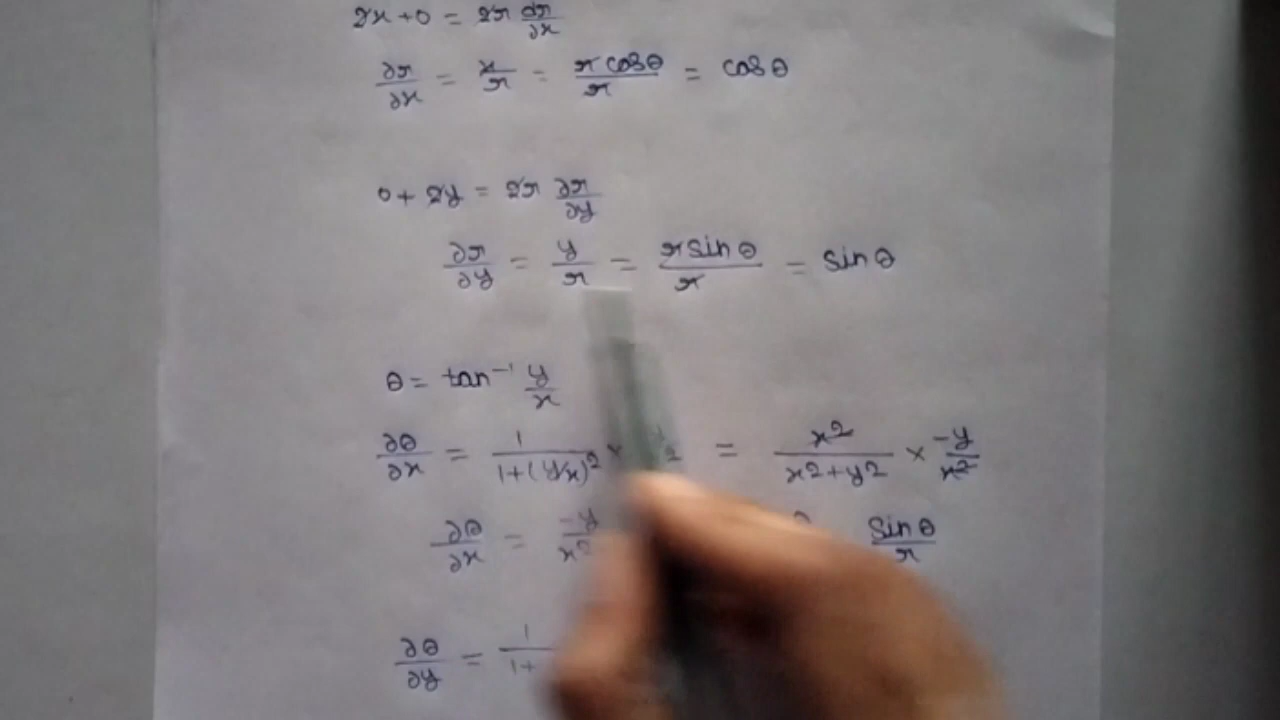 2x + 0 = 2r ∂r/∂x
∂r/∂x = x/r = r cosθ/r = cosθ
0 + 2y = 2r ∂r/∂y
∂r/∂y = y/r = r sinθ/r = sinθ
θ = tan⁻¹ y/x
∂θ/∂x = 1/1+(y/x)² × = x²/x²+y² × -y/x²
∂θ/∂x = -y/x² sinθ/r
∂θ/∂y = 1/1+